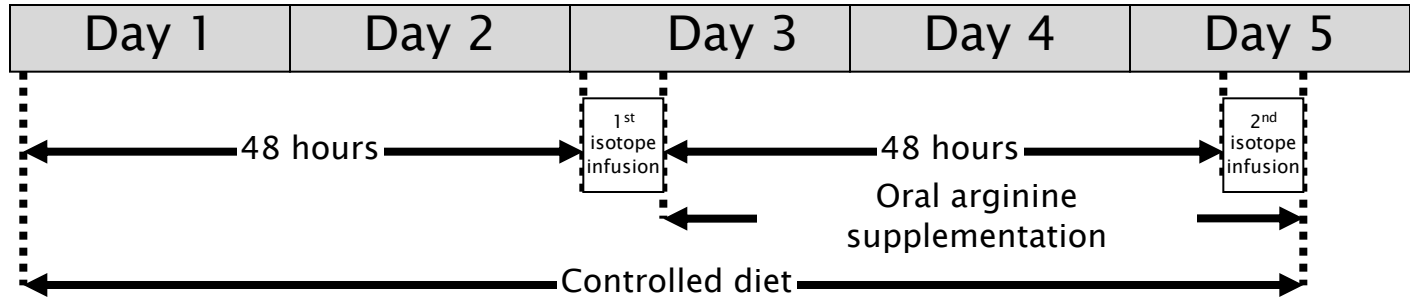 Day 1 Day 2 Day 3 Day 4 Day 5
1st
isotope
infusion
2nd
isotope
infusion
48 hours 48 hours
Oral arginine
supplementation
Controlled diet